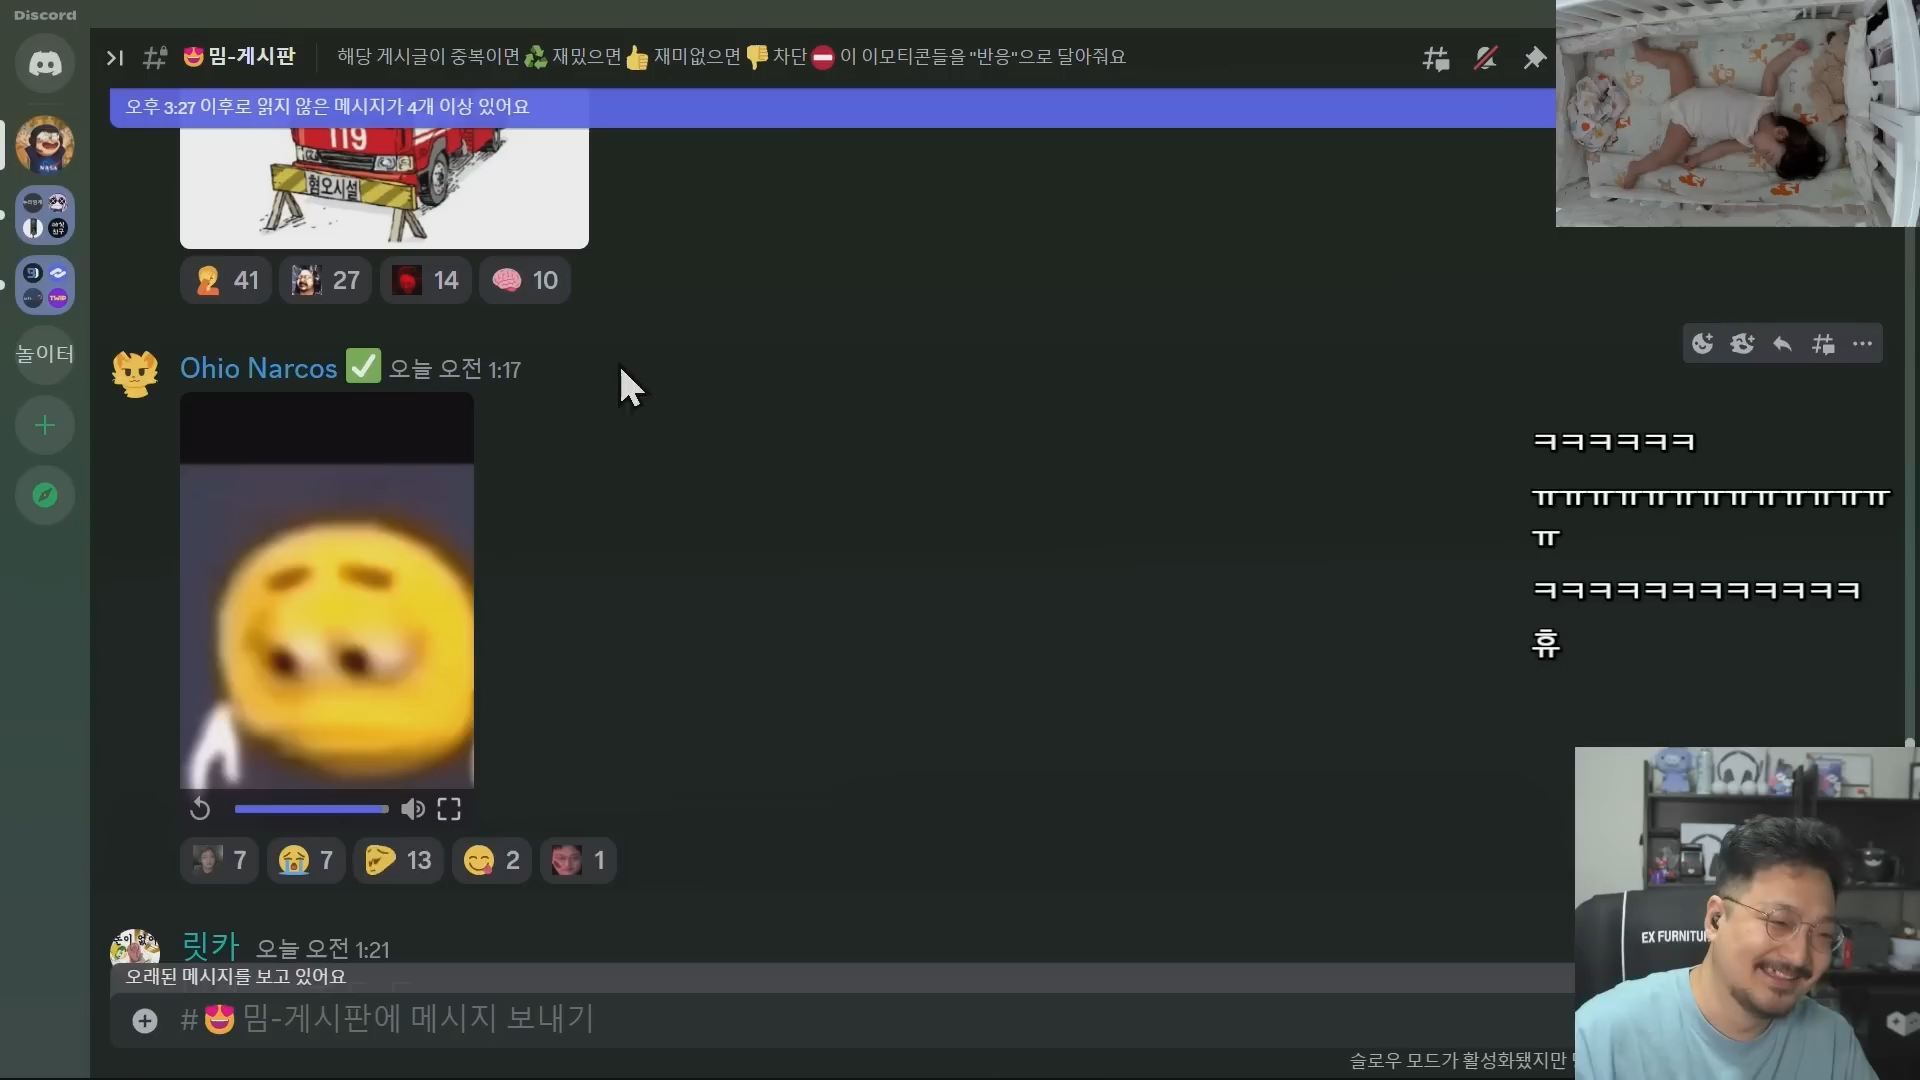 Discord
밈-게시판
해당 게시글이 중복이면 재밌으면 재미없으면 차단 이 이모티콘들을 "반응"으로 달아줘요
오후 3:27 이후로 읽지 않은 메시지가 4개 이상 있어요
119
혐오시설
41 27 14 10
놀이터
Ohio Narcos 오늘 오전 1:17
ㅋㅋㅋㅋㅋㅋ
ㅠㅠㅠㅠㅠㅠㅠㅠㅠㅠㅠㅠㅠ
ㅠ
ㅋㅋㅋㅋㅋㅋㅋㅋㅋㅋㅋㅋ
휴
7 7 13 2 1
릿카 오늘 오전 1:21
오래된 메시지를 보고 있어요
# 밈-게시판에 메시지 보내기
슬로우 모드가 활성화됐지만
NASA
TWIP
EX FURNITU